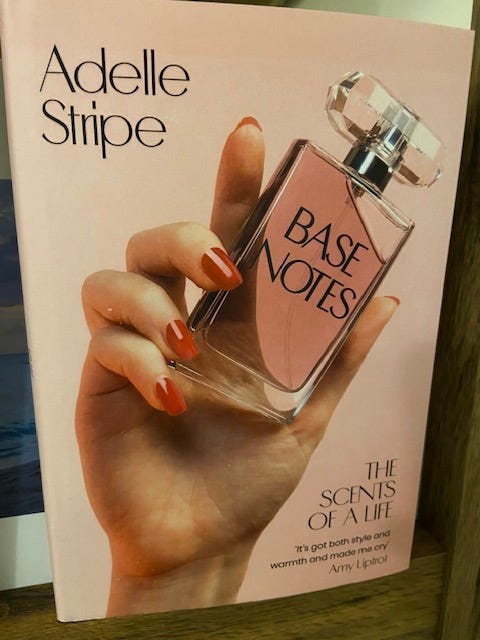 Adelle
Stripe
BASE
NOTES
THE
SCENTS
OF A LIFE
'It's got both style and
warmth and made me cry'
Amy Liptrot